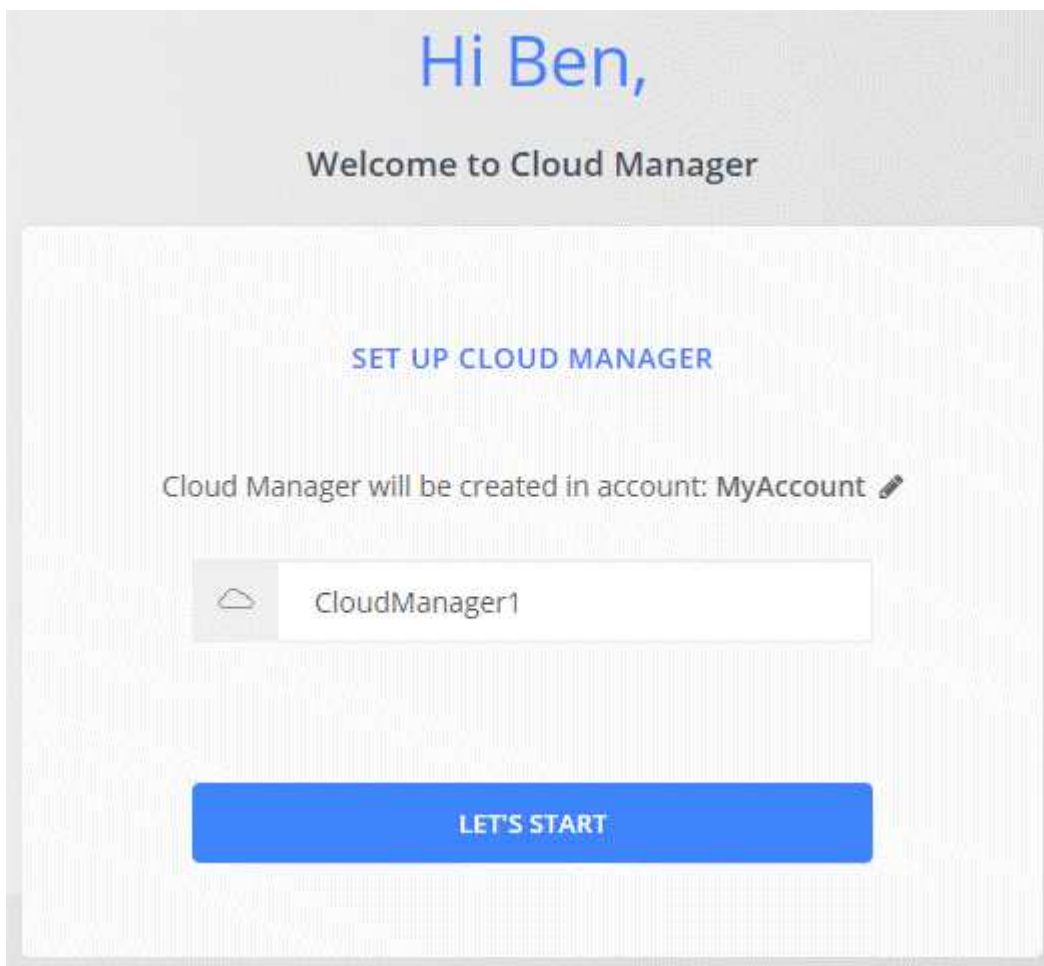 Hi Ben,
Welcome to Cloud Manager
SET UP CLOUD MANAGER
Cloud Manager will be created in account: MyAccount
CloudManager1
LET'S START